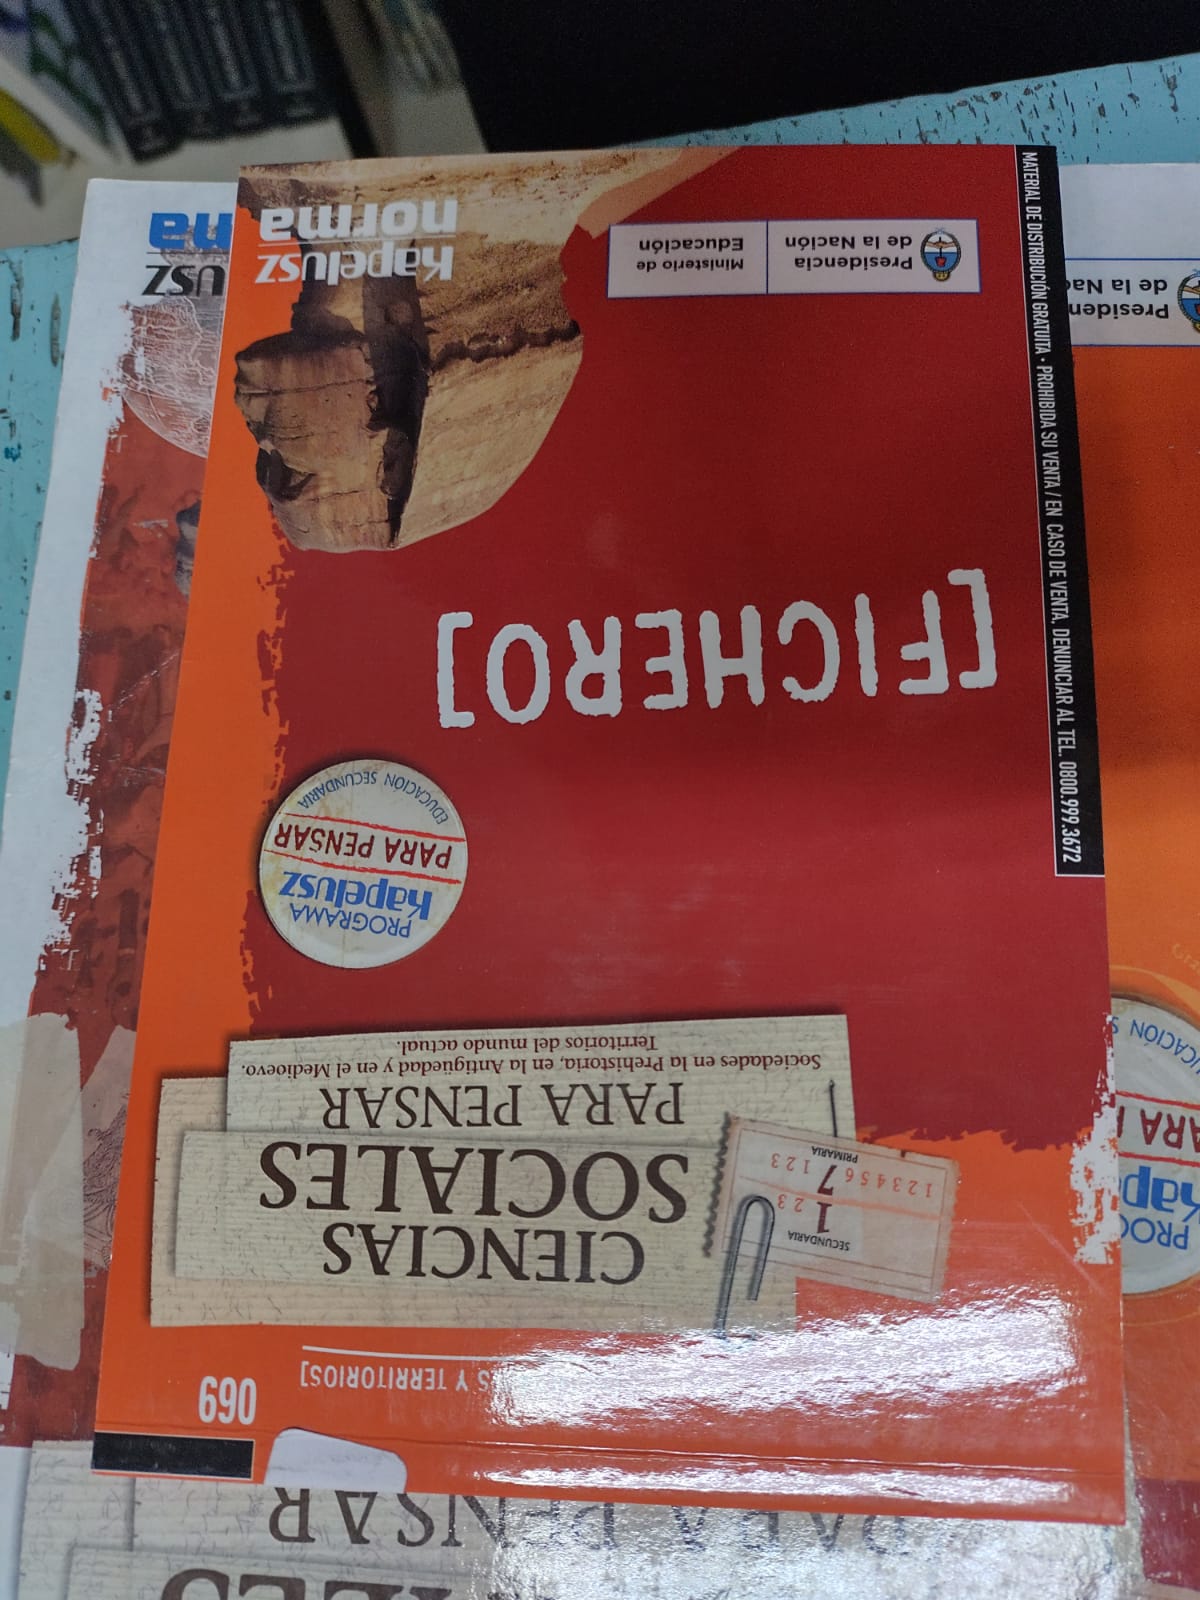 069
Y TERRITORIOS]
CIENCIAS
SOCIALES
PARA PENSAR
Sociedades en la Prehistoria, en la Antigüedad y en el Medioevo.
Territorios del mundo actual.
SECUNDARIA
1 2 3
1 2 3 4 5 6 7 1 2 3
PRIMARIA
PROGRAMA
Kapelusz
PARA PENSAR
EDUCACIÓN SECUNDARIA
[FICHERO]
Presidencia
de la Nación
Ministerio de
Educación
Kapelusz
norma
MATERIAL DE DISTRIBUCIÓN GRATUITA · PROHIBIDA SU VENTA / EN CASO DE VENTA, DENUNCIAR AL TEL. 0800.999.3672
PARA PENSAR
de la Nac
USZ
na